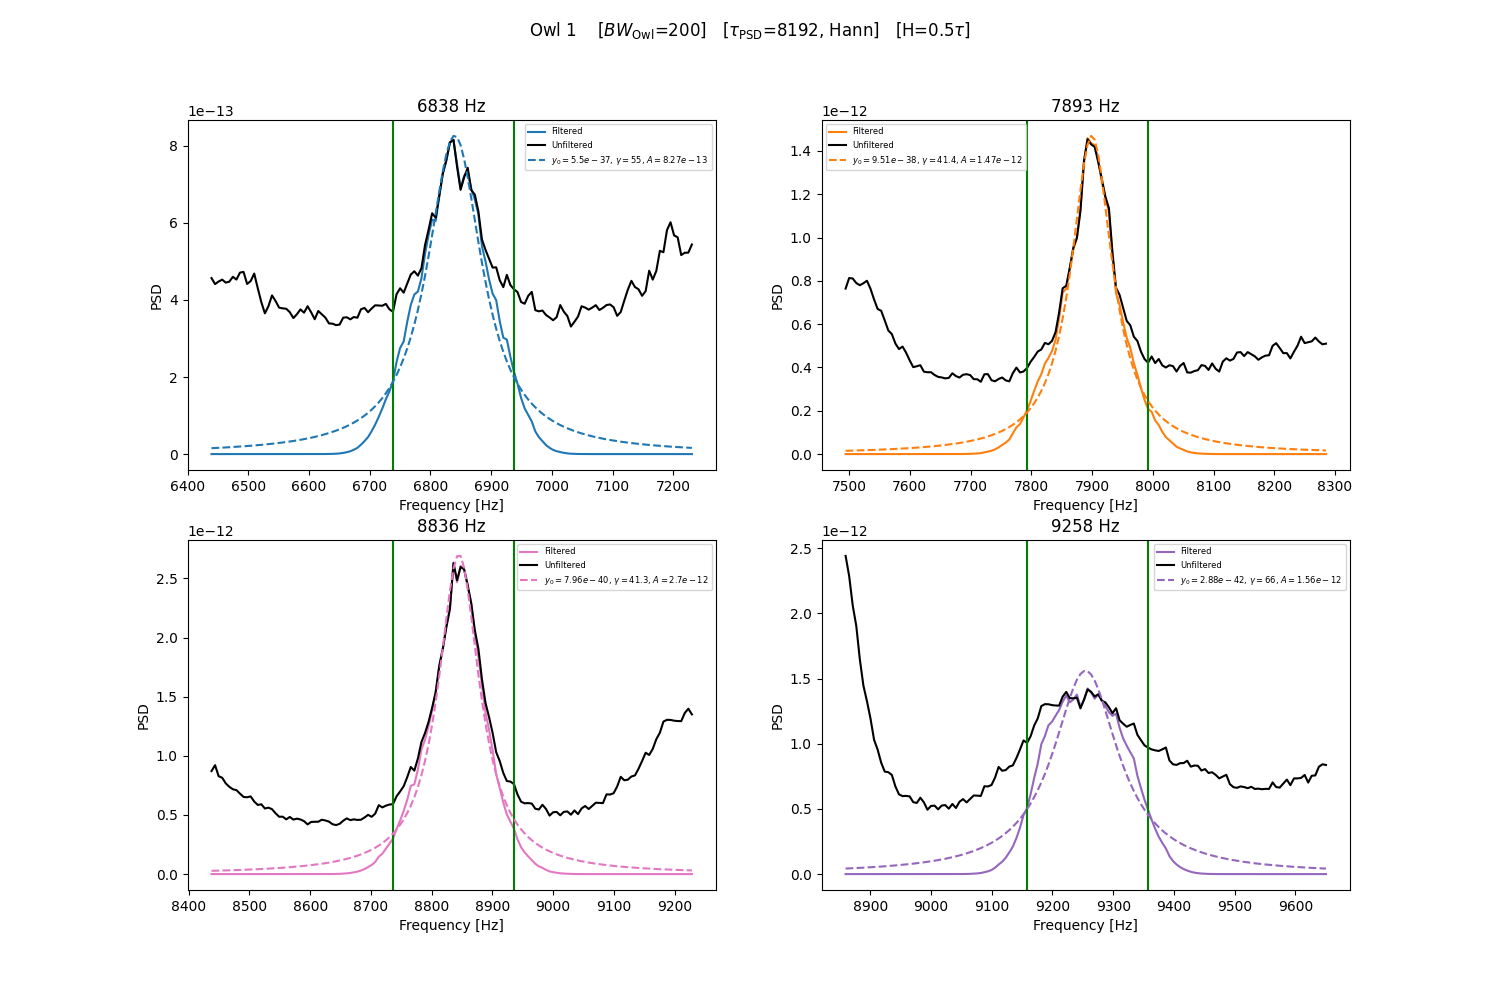 Owl 1 [BW_Owl=200] [τ_PSD=8192, Hann] [H=0.5τ]
6838 Hz
1e−13
Filtered
Unfiltered
y₀ = 5.5e − 37, γ = 55, A = 8.27e − 13
8
6
4
2
0
PSD
6400 6500 6600 6700 6800 6900 7000 7100 7200
Frequency [Hz]
7893 Hz
1e−12
Filtered
Unfiltered
y₀ = 9.51e − 38, γ = 41.4, A = 1.47e − 12
1.4
1.2
1.0
0.8
0.6
0.4
0.2
0.0
PSD
7500 7600 7700 7800 7900 8000 8100 8200 8300
Frequency [Hz]
8836 Hz
1e−12
Filtered
Unfiltered
y₀ = 7.96e − 40, γ = 41.3, A = 2.7e − 12
2.5
2.0
1.5
1.0
0.5
0.0
PSD
8400 8500 8600 8700 8800 8900 9000 9100 9200
Frequency [Hz]
9258 Hz
1e−12
Filtered
Unfiltered
y₀ = 2.88e − 42, γ = 66, A = 1.56e − 12
2.5
2.0
1.5
1.0
0.5
0.0
PSD
8900 9000 9100 9200 9300 9400 9500 9600
Frequency [Hz]